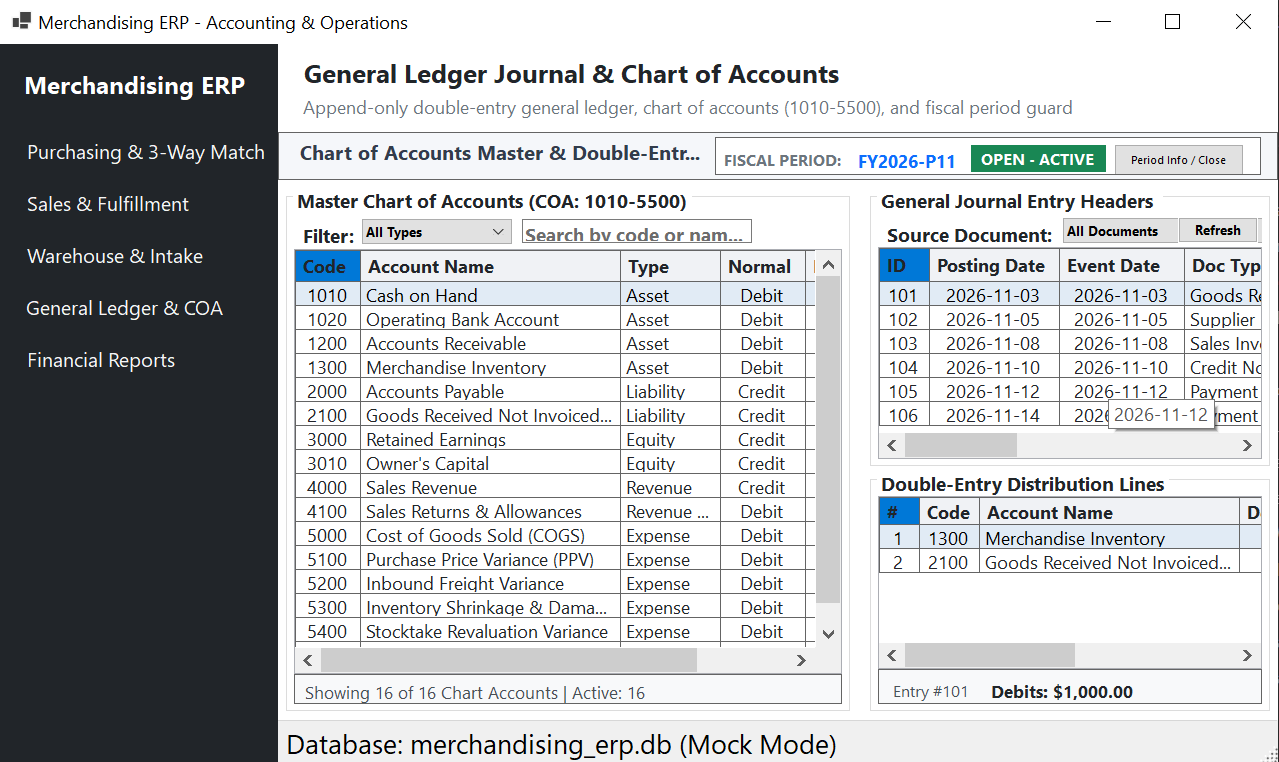 Merchandising ERP - Accounting & Operations
Merchandising ERP
Purchasing & 3-Way Match
Sales & Fulfillment
Warehouse & Intake
General Ledger & COA
Financial Reports
General Ledger Journal & Chart of Accounts
Append-only double-entry general ledger, chart of accounts (1010-5500), and fiscal period guard
Chart of Accounts Master & Double-Entr...
FISCAL PERIOD: FY2026-P11 OPEN - ACTIVE Period Info / Close
Master Chart of Accounts (COA: 1010-5500)
Filter: All Types Search by code or nam...
Code Account Name Type Normal
1010 Cash on Hand Asset Debit
1020 Operating Bank Account Asset Debit
1200 Accounts Receivable Asset Debit
1300 Merchandise Inventory Asset Debit
2000 Accounts Payable Liability Credit
2100 Goods Received Not Invoiced... Liability Credit
3000 Retained Earnings Equity Credit
3010 Owner's Capital Equity Credit
4000 Sales Revenue Revenue Credit
4100 Sales Returns & Allowances Revenue ... Debit
5000 Cost of Goods Sold (COGS) Expense Debit
5100 Purchase Price Variance (PPV) Expense Debit
5200 Inbound Freight Variance Expense Debit
5300 Inventory Shrinkage & Dama... Expense Debit
5400 Stocktake Revaluation Variance Expense Debit
Showing 16 of 16 Chart Accounts | Active: 16
General Journal Entry Headers
Source Document: All Documents Refresh
ID Posting Date Event Date Doc Typ
101 2026-11-03 2026-11-03 Goods Re
102 2026-11-05 2026-11-05 Supplier
103 2026-11-08 2026-11-08 Sales Inv
104 2026-11-10 2026-11-10 Credit No
105 2026-11-12 2026-11-12 Payment
106 2026-11-14 2026 yment
2026-11-12
Double-Entry Distribution Lines
# Code Account Name D
1 1300 Merchandise Inventory
2 2100 Goods Received Not Invoiced...
Entry #101 Debits: $1,000.00
Database: merchandising_erp.db (Mock Mode)